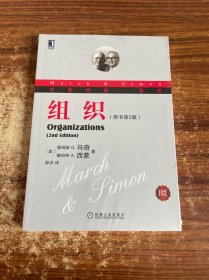 March & Simon
组织
（原书第2版）
Organizations
(2nd Edition)
［美］
詹姆斯 G. 马奇
赫伯特 A. 西蒙
著
邵冲 译
March
& Simon
机械工业出版社